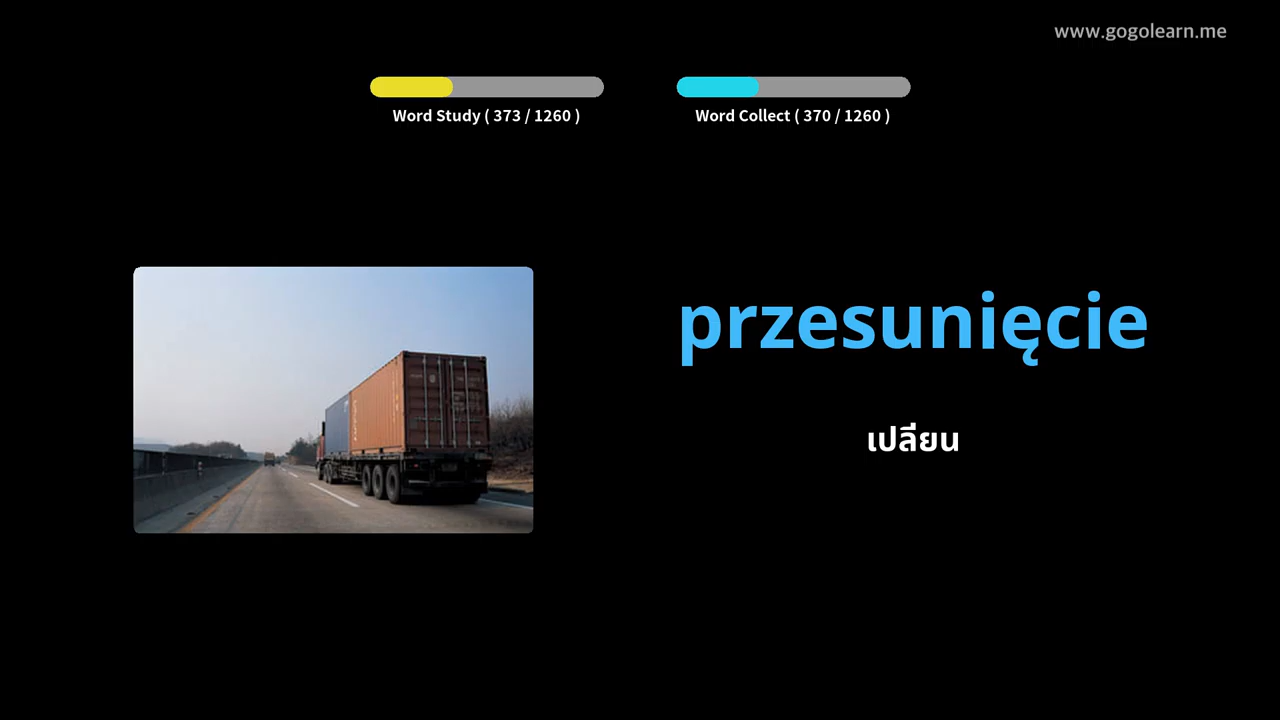 www.gogolearn.me
Word Study ( 373 / 1260 )
Word Collect ( 370 / 1260 )
przesunięcie
เปลียน